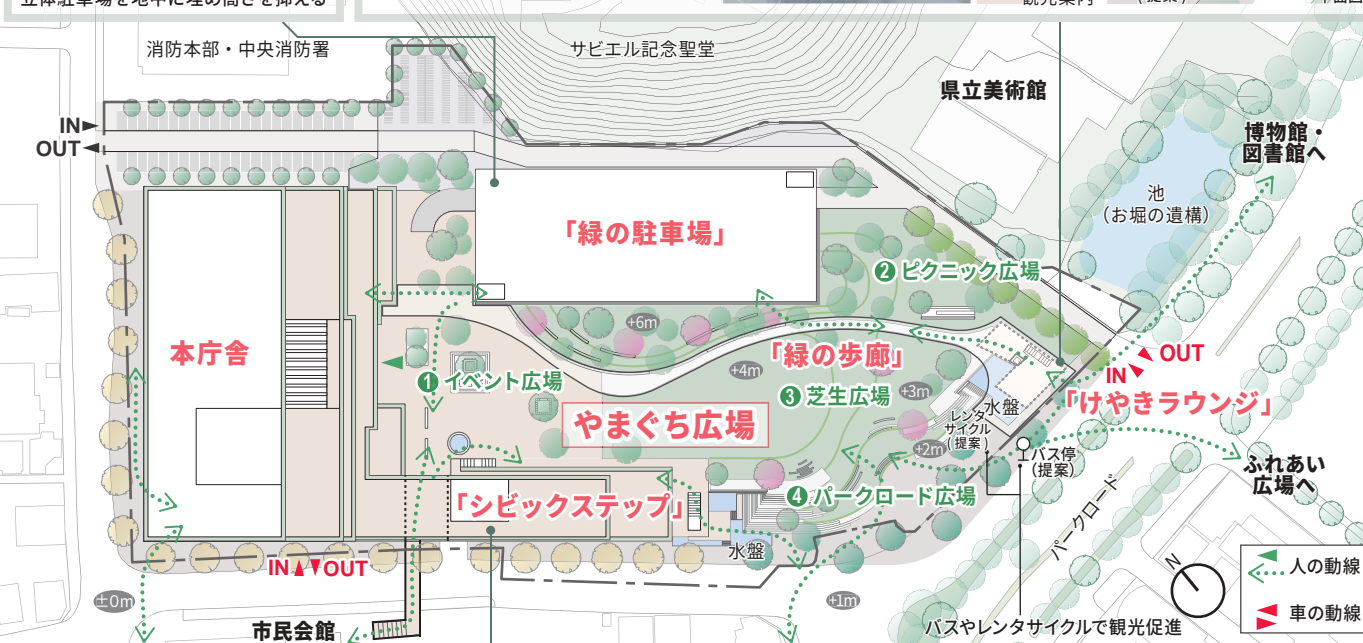 立体駐車場を地中に埋め高さを抑える
観光案内
(提案)
平面図
消防本部・中央消防署
サビエル記念聖堂
県立美術館
IN
OUT
博物館・
図書館へ
池
(お堀の遺構)
「緑の駐車場」
❷ ピクニック広場
+6m
本庁舎
「緑の歩廊」
OUT
IN
+4m
❶ イベント広場
❸ 芝生広場
+3m
「けやきラウンジ」
やまぐち広場
レンタ
サイクル
(提案)
水盤
+2m
バス停
(提案)
ふれあい
広場へ
「シビックステップ」
❹ パークロード広場
パークロード
水盤
IN
OUT
N
人の動線
±0m
+1m
車の動線
市民会館
バスやレンタサイクルで観光促進